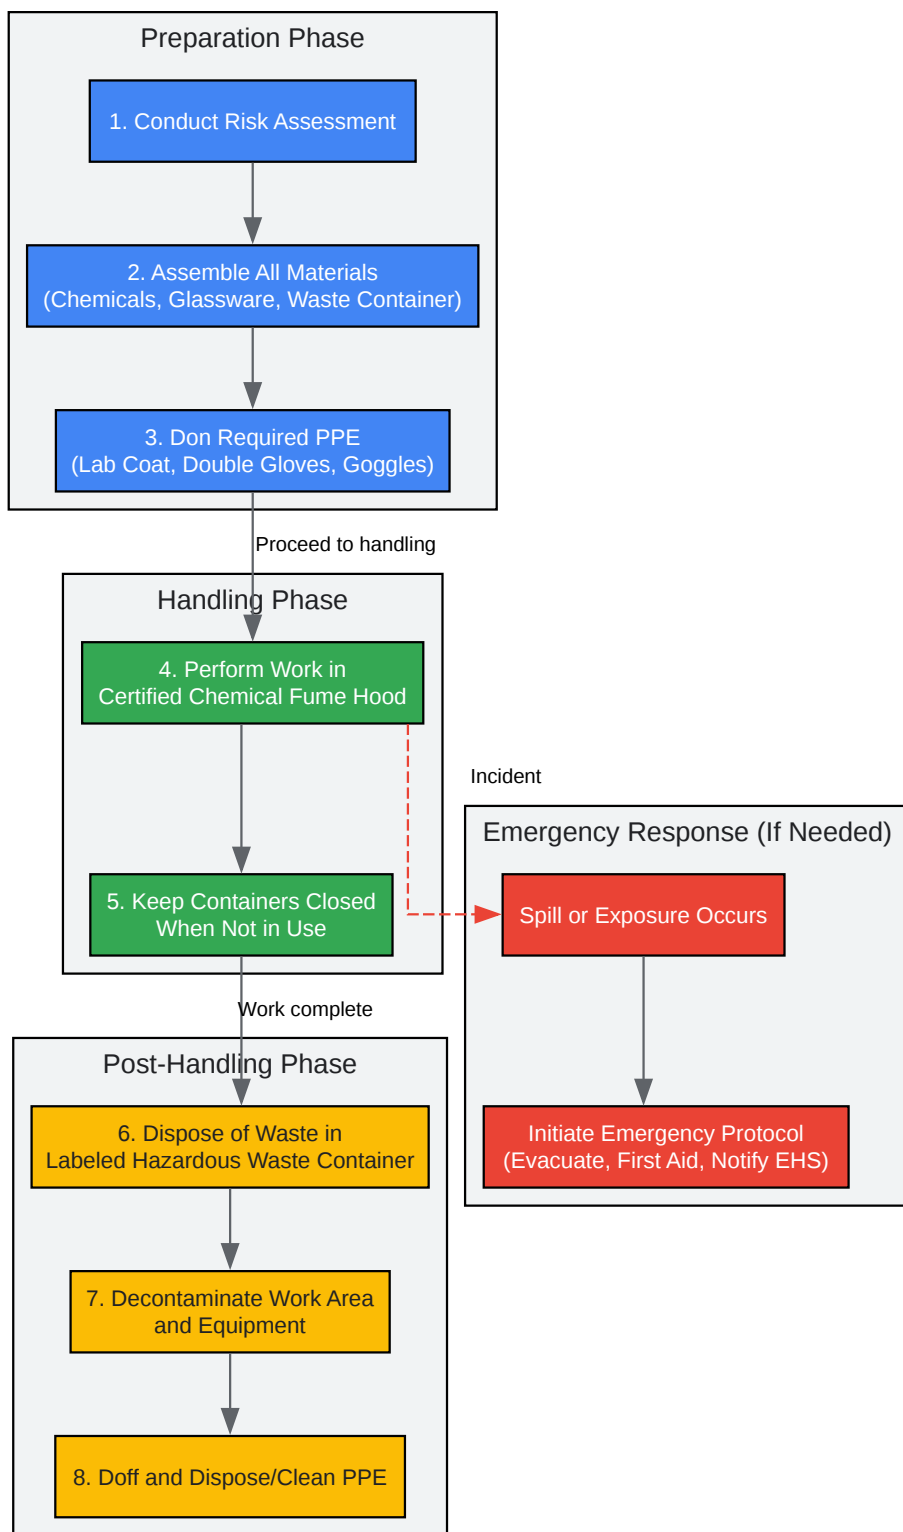 Preparation Phase
1. Conduct Risk Assessment
2. Assemble All Materials
(Chemicals, Glassware, Waste Container)
3. Don Required PPE
(Lab Coat, Double Gloves, Goggles)
Proceed to handling
Handling Phase
4. Perform Work in
Certified Chemical Fume Hood
Incident
Emergency Response (If Needed)
5. Keep Containers Closed
When Not in Use
Spill or Exposure Occurs
Work complete
Post-Handling Phase
6. Dispose of Waste in
Labeled Hazardous Waste Container
Initiate Emergency Protocol
(Evacuate, First Aid, Notify EHS)
7. Decontaminate Work Area
and Equipment
8. Doff and Dispose/Clean PPE